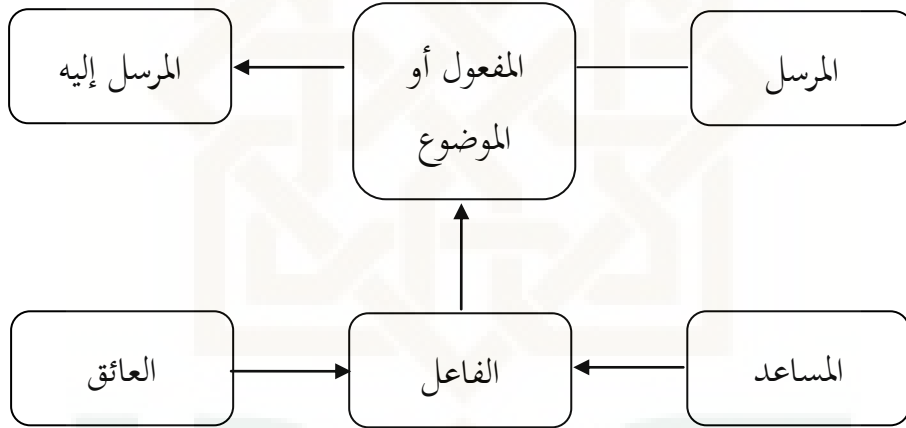 المرسل
المفعول أو
الموضوع
المرسل إليه
المساعد
الفاعل
العائق